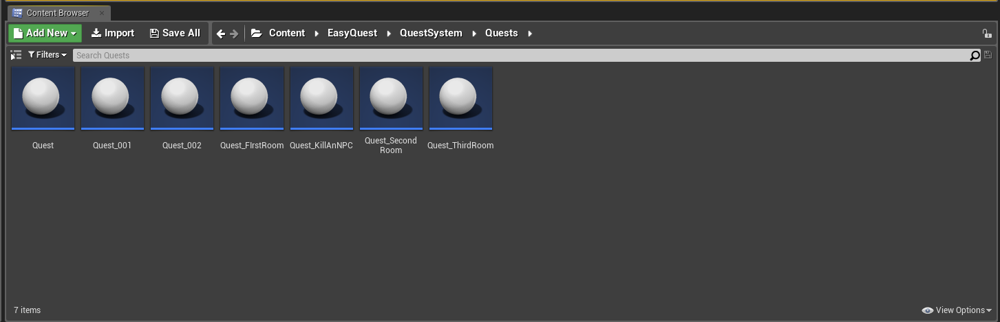 Content Browser
Add New Import Save All Content EasyQuest QuestSystem Quests
Filters Search Quests
Quest Quest_001 Quest_002 Quest_FIrstRoom Quest_KillAnNPC Quest_Second Room Quest_ThirdRoom
7 items View Options